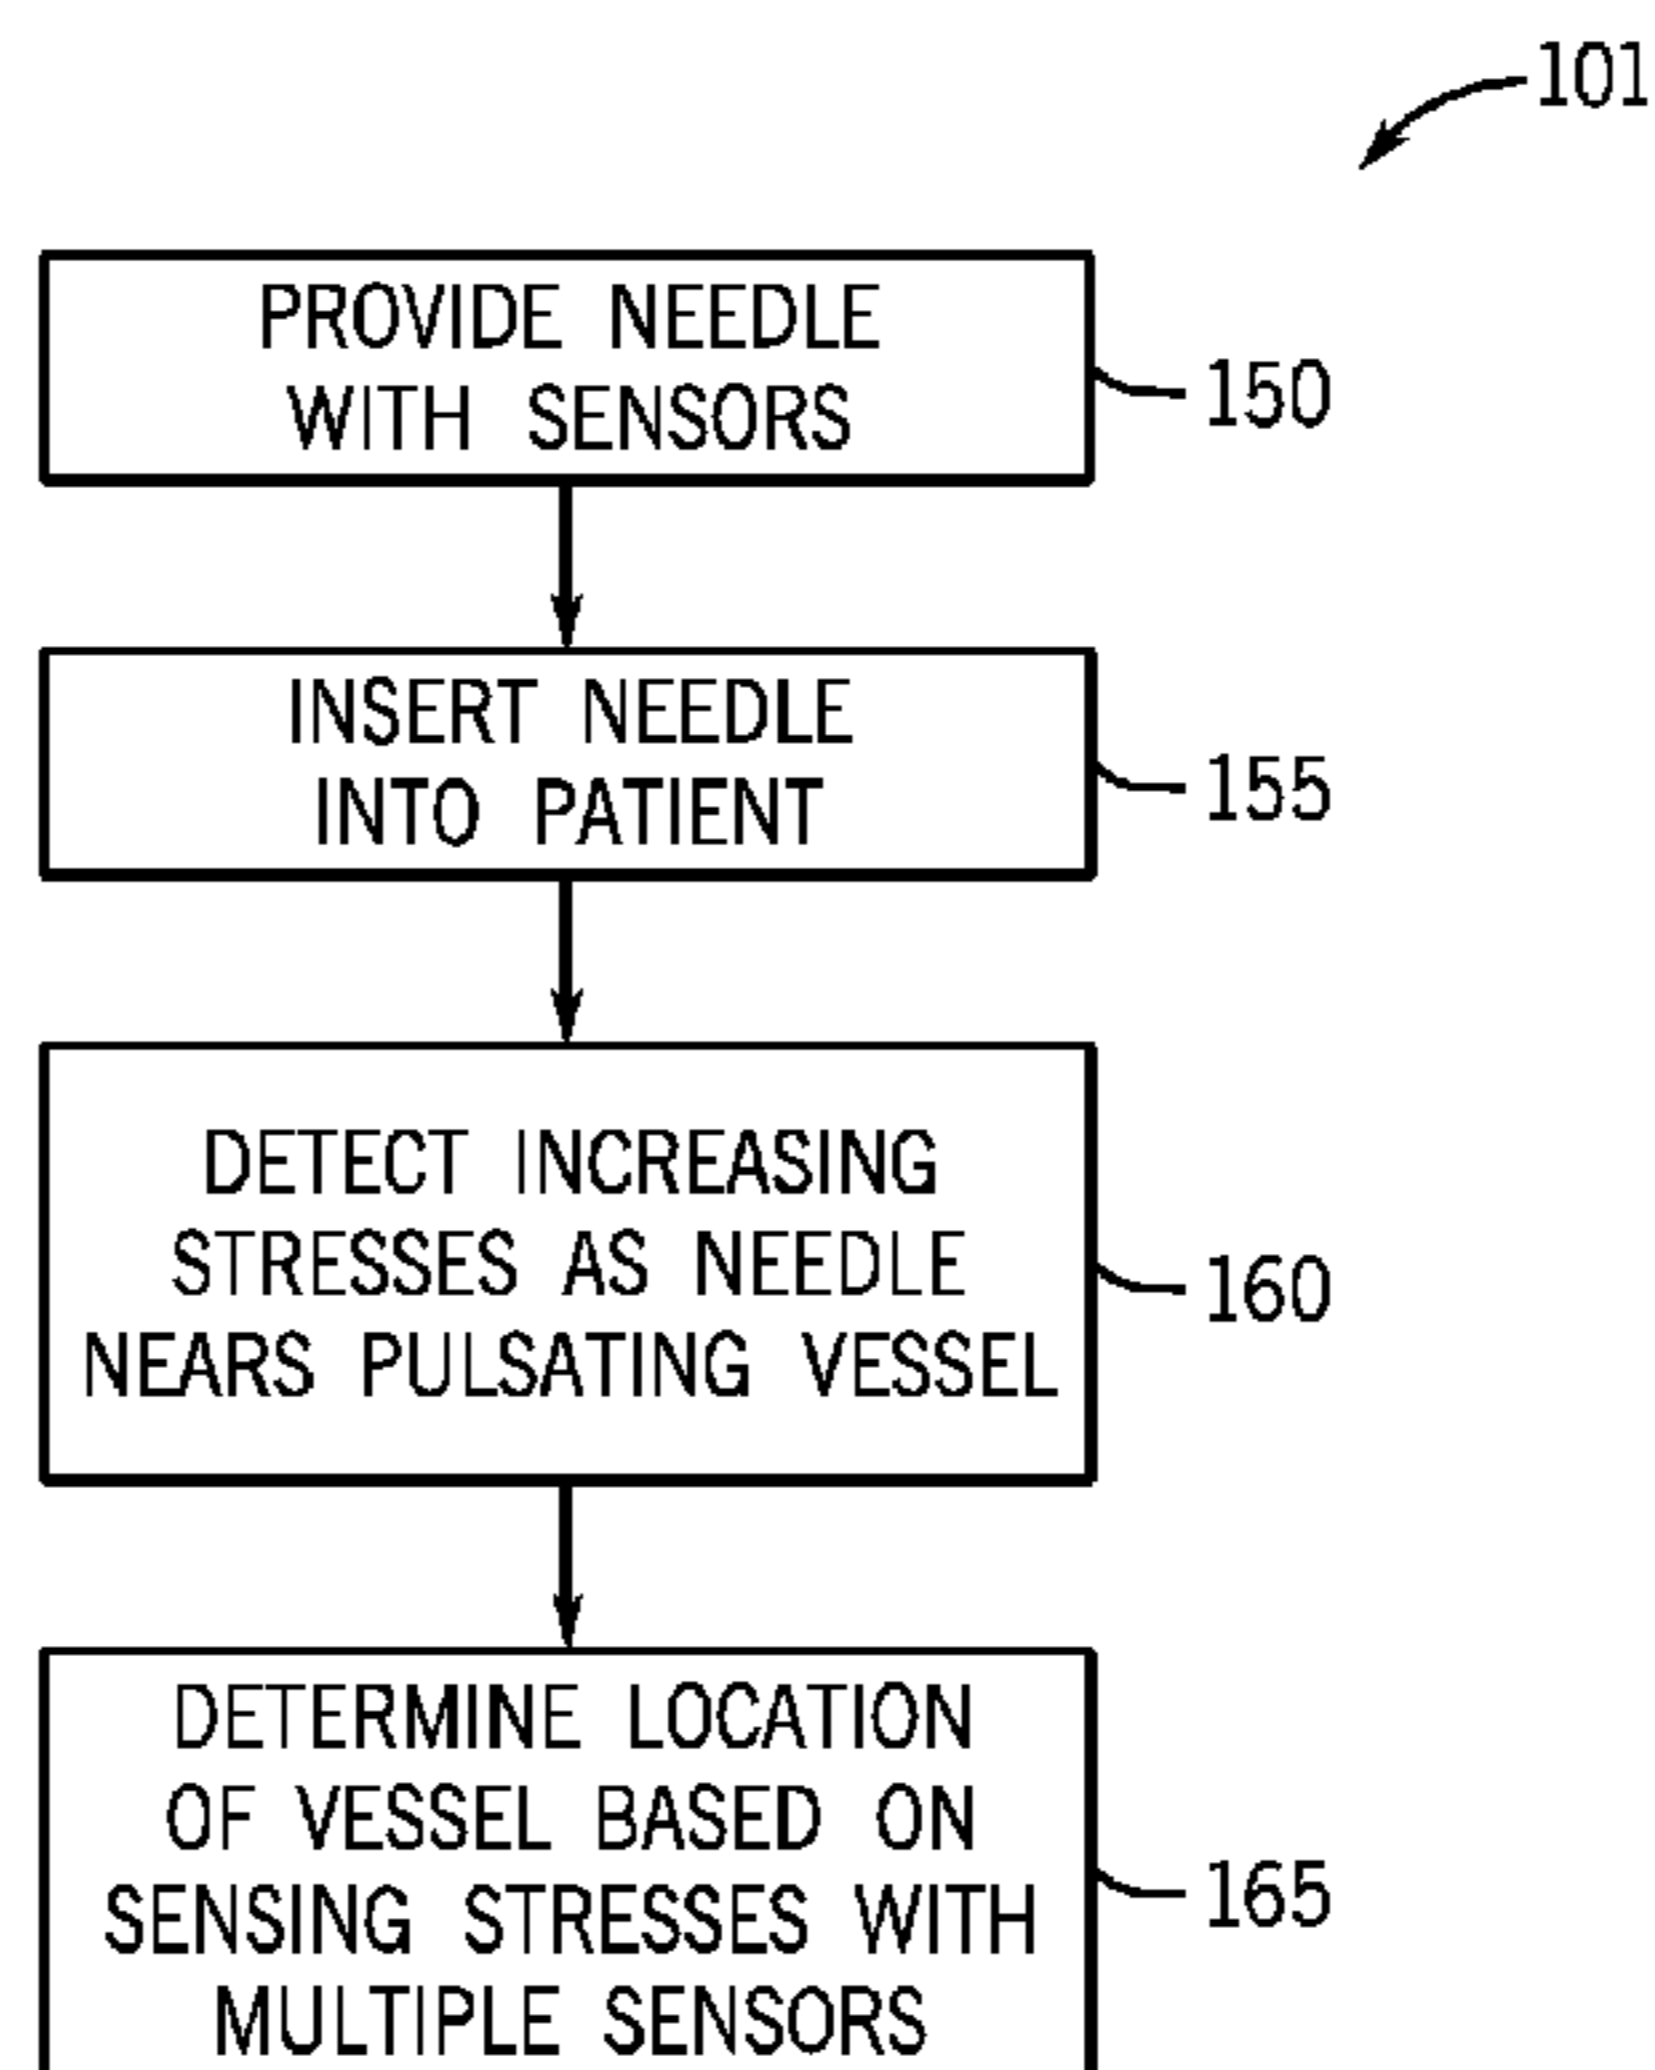 101
PROVIDE NEEDLE
WITH SENSORS
150
INSERT NEEDLE
INTO PATIENT
155
DETECT INCREASING
STRESSES AS NEEDLE
NEARS PULSATING VESSEL
160
DETERMINE LOCATION
OF VESSEL BASED ON
SENSING STRESSES WITH
MULTIPLE SENSORS
165